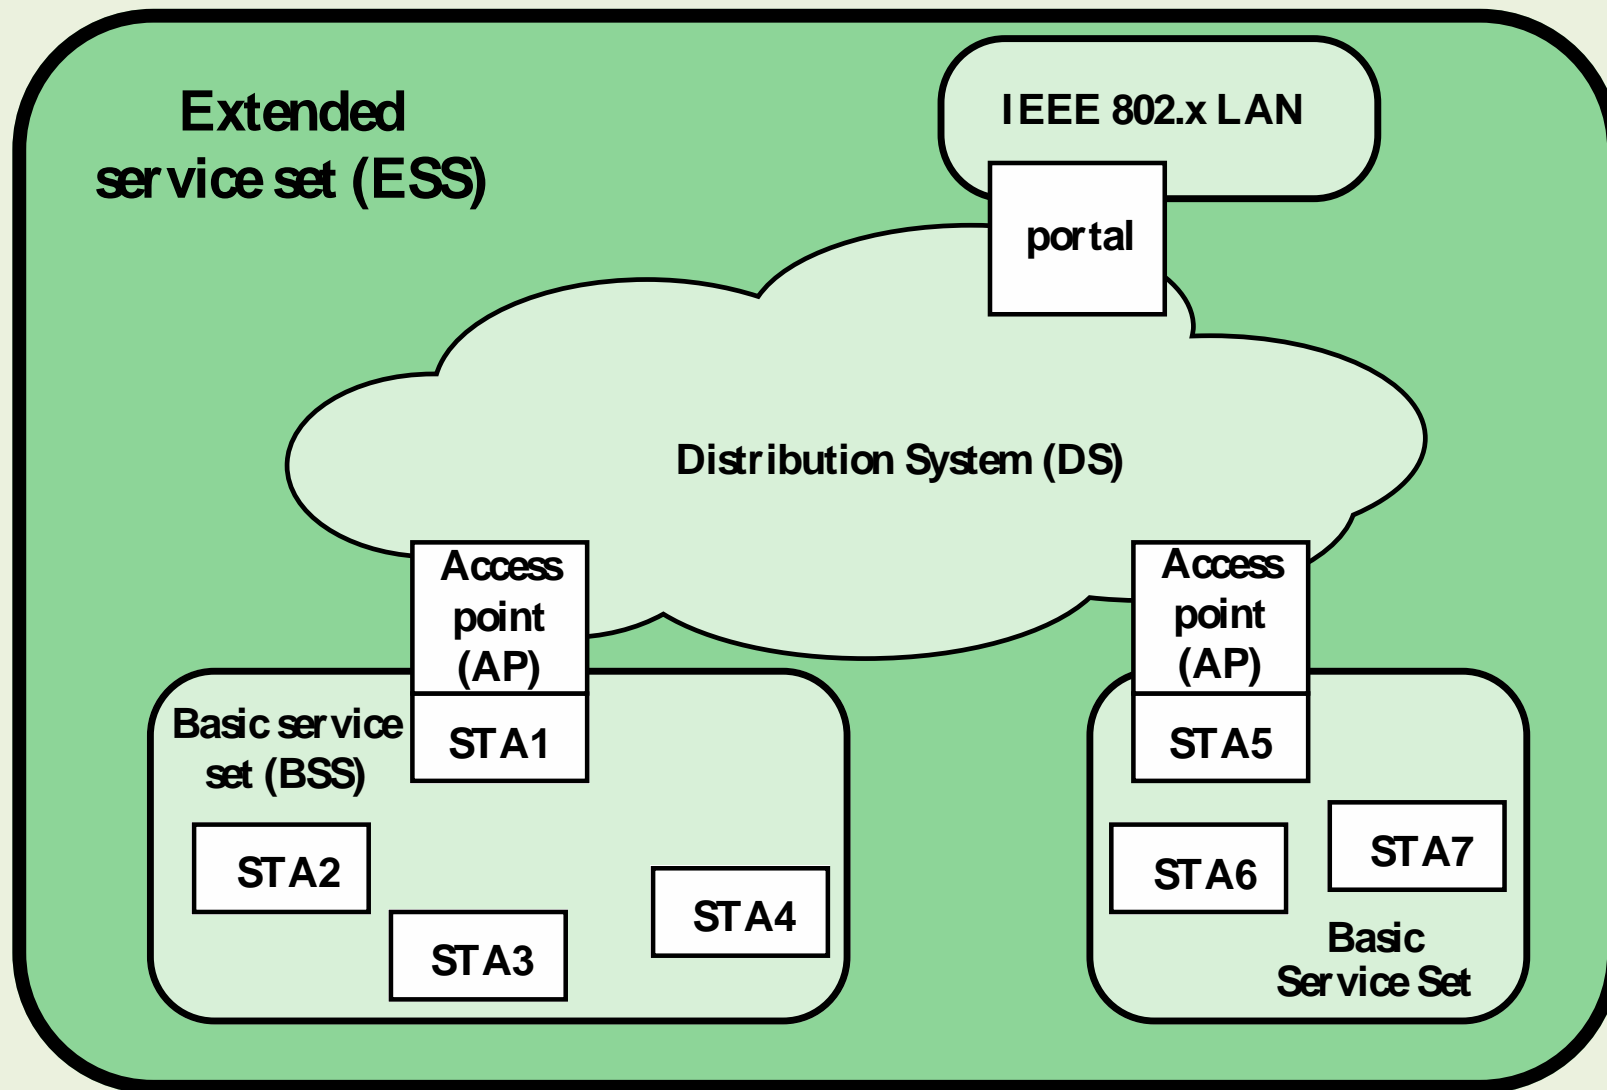 Extended
service set (ESS)
IEEE 802.x LAN
portal
Distribution System (DS)
Access
point
(AP)
STA1
Basic service
set (BSS)
STA2
STA3
STA4
Access
point
(AP)
STA5
STA6
STA7
Basic
Service Set